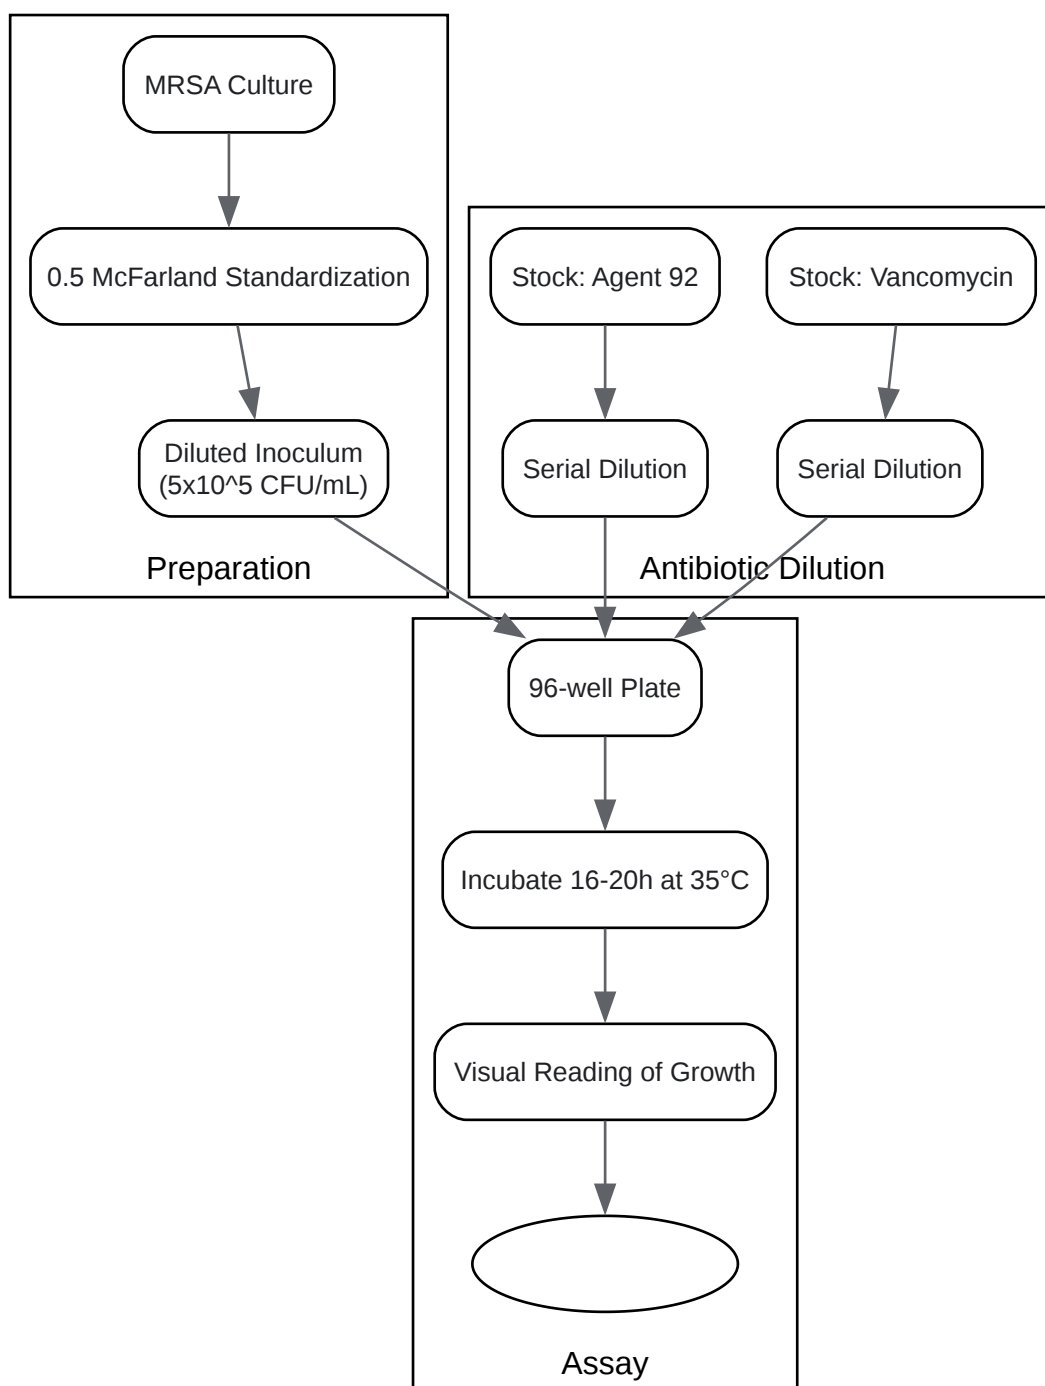 MRSA Culture
0.5 McFarland Standardization
Diluted Inoculum
(5x10^5 CFU/mL)
Preparation
Stock: Agent 92
Stock: Vancomycin
Serial Dilution
Serial Dilution
Antibiotic Dilution
96-well Plate
Incubate 16-20h at 35°C
Visual Reading of Growth
Assay